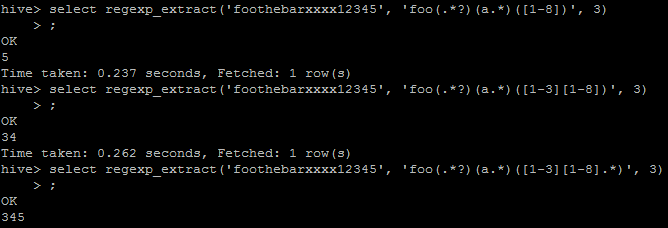 hive> select regexp_extract('foothebarxxxx12345', 'foo(.*?)(a.*)([1-8])', 3)
    > ;
OK
5
Time taken: 0.237 seconds, Fetched: 1 row(s)
hive> select regexp_extract('foothebarxxxx12345', 'foo(.*?)(a.*)([1-3][1-8])', 3)
    > ;
OK
34
Time taken: 0.262 seconds, Fetched: 1 row(s)
hive> select regexp_extract('foothebarxxxx12345', 'foo(.*?)(a.*)([1-3][1-8].*)', 3)
    > ;
OK
345